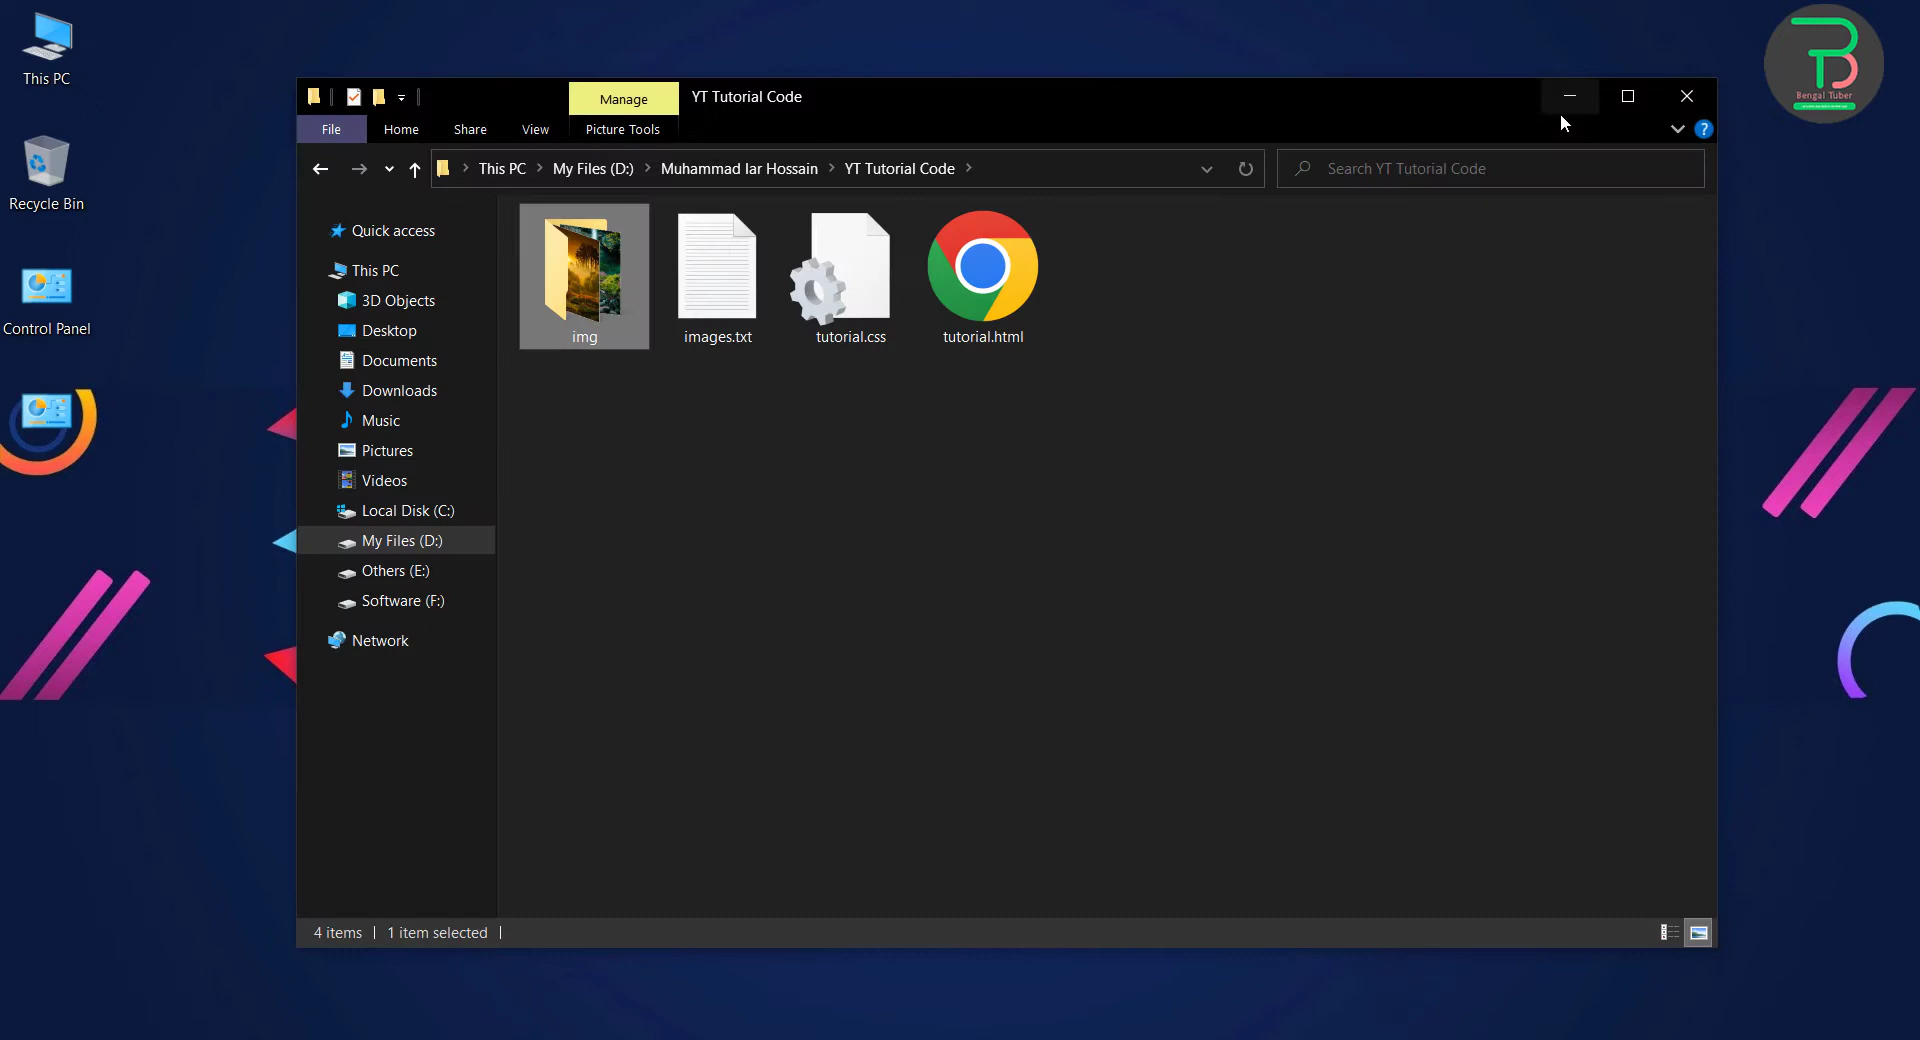 This PC
Recycle Bin
Control Panel
Manage
YT Tutorial Code
File
Home
Share
View
Picture Tools
?
This PC
My Files (D:)
Muhammad Iar Hossain
YT Tutorial Code
Search YT Tutorial Code
Quick access
This PC
3D Objects
Desktop
Documents
Downloads
Music
Pictures
Videos
Local Disk (C:)
My Files (D:)
Others (E:)
Software (F:)
Network
img
images.txt
tutorial.css
tutorial.html
4 items
1 item selected
Bengal Tuber